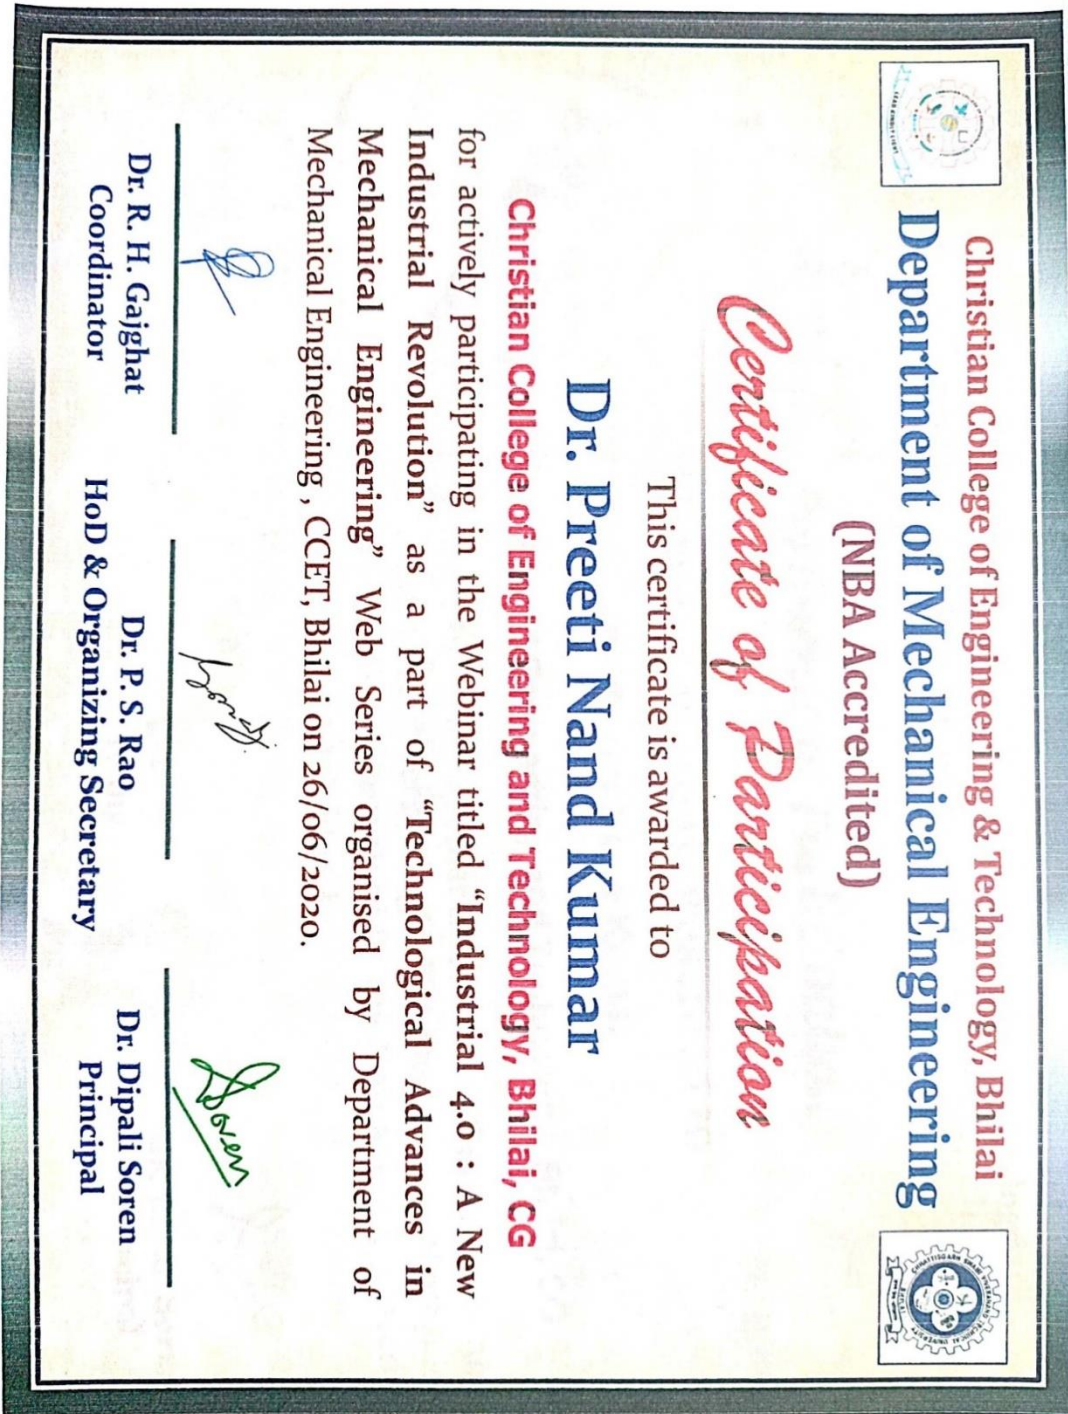 Christian College of Engineering & Technology, Bhilai
Department of Mechanical Engineering
(NBA Accredited)
Certificate of Participation
This certificate is awarded to
Dr. Preeti Nand Kumar
Christian College of Engineering and Technology, Bhilai, CG
for actively participating in the Webinar titled “Industrial 4.0 : A New
Industrial Revolution” as a part of “Technological Advances in
Mechanical Engineering” Web Series organised by Department of
Mechanical Engineering , CCET, Bhilai on 26/06/2020.
Soren
Dr. R. H. Gajghat
Coordinator
Dr. P. S. Rao
HoD & Organizing Secretary
Dr. Dipali Soren
Principal